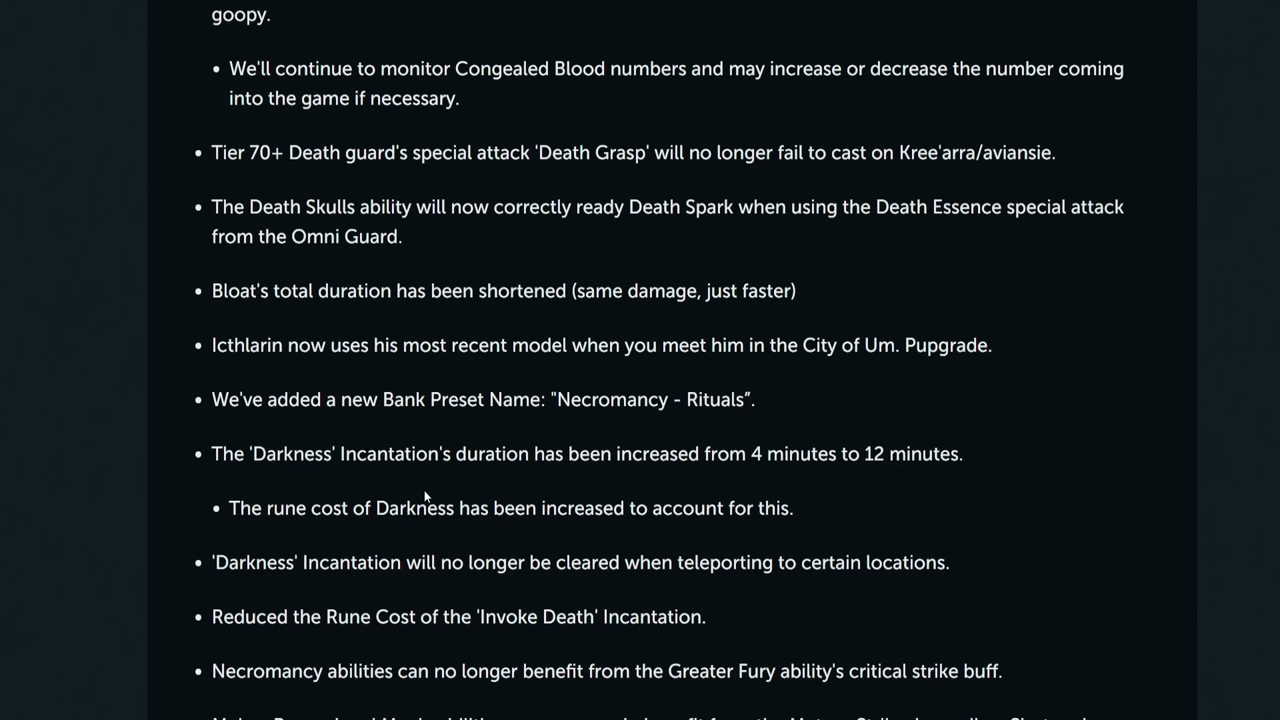 goopy.
• We'll continue to monitor Congealed Blood numbers and may increase or decrease the number coming
into the game if necessary.
• Tier 70+ Death guard's special attack 'Death Grasp' will no longer fail to cast on Kree'arra/aviansie.
• The Death Skulls ability will now correctly ready Death Spark when using the Death Essence special attack
from the Omni Guard.
• Bloat's total duration has been shortened (same damage, just faster)
• Icthlarin now uses his most recent model when you meet him in the City of Um. Pupgrade.
• We've added a new Bank Preset Name: "Necromancy - Rituals”.
• The 'Darkness' Incantation's duration has been increased from 4 minutes to 12 minutes.
• The rune cost of Darkness has been increased to account for this.
• 'Darkness' Incantation will no longer be cleared when teleporting to certain locations.
• Reduced the Rune Cost of the 'Invoke Death' Incantation.
• Necromancy abilities can no longer benefit from the Greater Fury ability's critical strike buff.